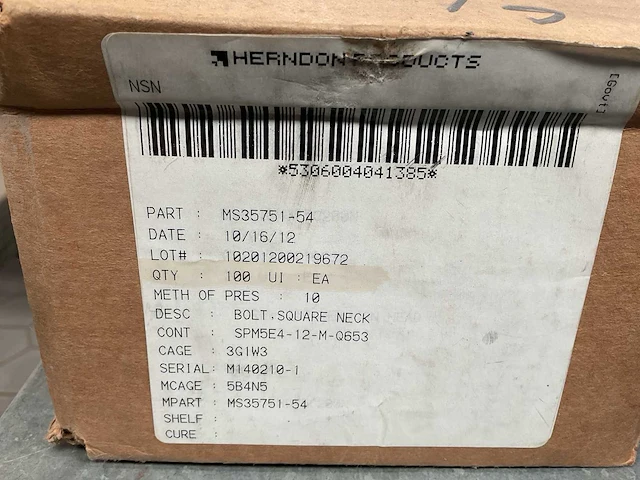 HERNDON PRODUCTS
NSN
[Govt]
*5306004041385*
PART : MS35751-54
DATE : 10/16/12
LOT# : 10201200219672
QTY : 100 UI : EA
METH OF PRES : 10
DESC : BOLT.SQUARE NECK
CONT : SPM5E4-12-M-Q653
CAGE : 3G1W3
SERIAL: M140210-1
MCAGE : 5B4N5
MPART : MS35751-54
SHELF :
CURE :